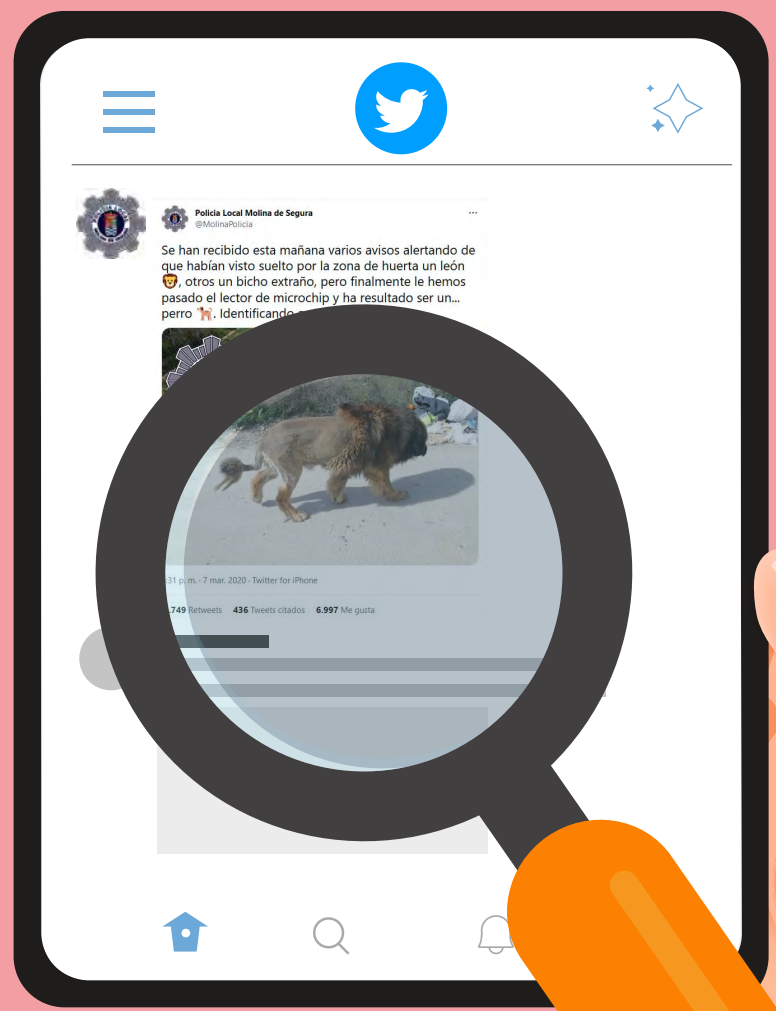 Policia Local Molina de Segura
@MolinaPolicia
Se han recibido esta mañana varios avisos alertando de
que habían visto suelto por la zona de huerta un león
🦁, otros un bicho extraño, pero finalmente le hemos
pasado el lector de microchip y ha resultado ser un...
perro 🐕. Identificando
31 p. m. · 7 mar. 2020 · Twitter for iPhone
.749 Retweets 436 Tweets citados 6.997 Me gusta